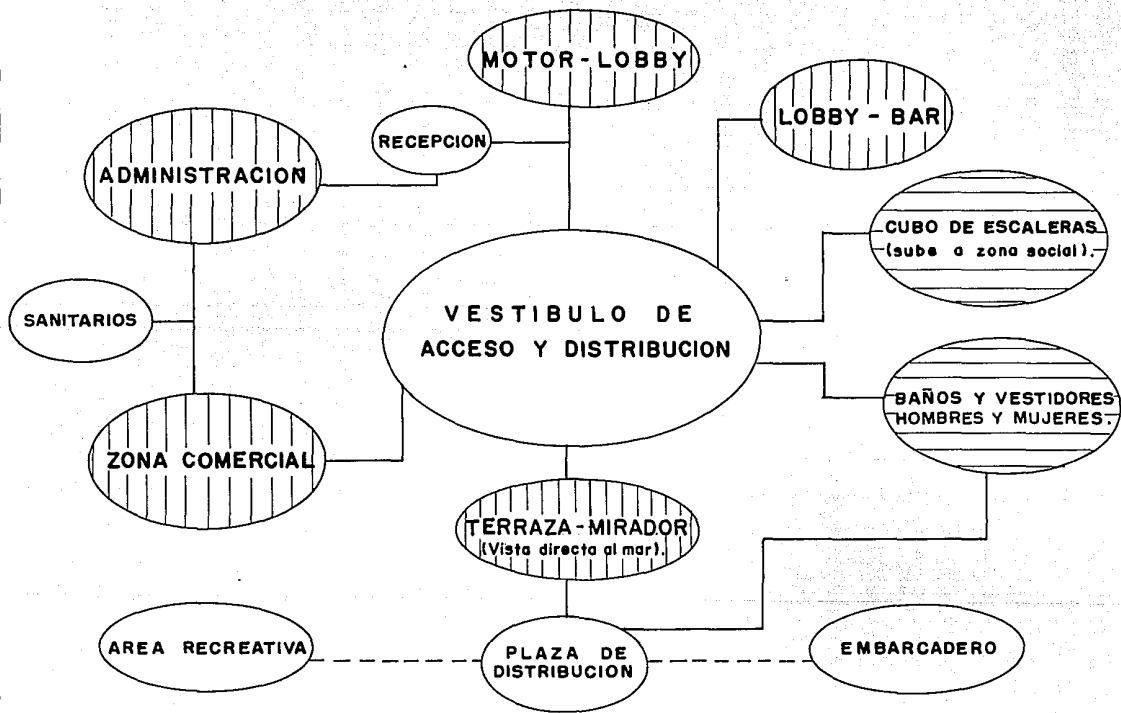 MOTOR-LOBBY
LOBBY - BAR
RECEPCION
ADMINISTRACION
CUBO DE ESCALERAS
(sube a zona social).
SANITARIOS
VESTIBULO DE
ACCESO Y DISTRIBUCION
BAÑOS Y VESTIDORES
HOMBRES Y MUJERES.
ZONA COMERCIAL
TERRAZA-MIRADOR
(Vista directa al mar).
AREA RECREATIVA
PLAZA DE
DISTRIBUCION
EMBARCADERO